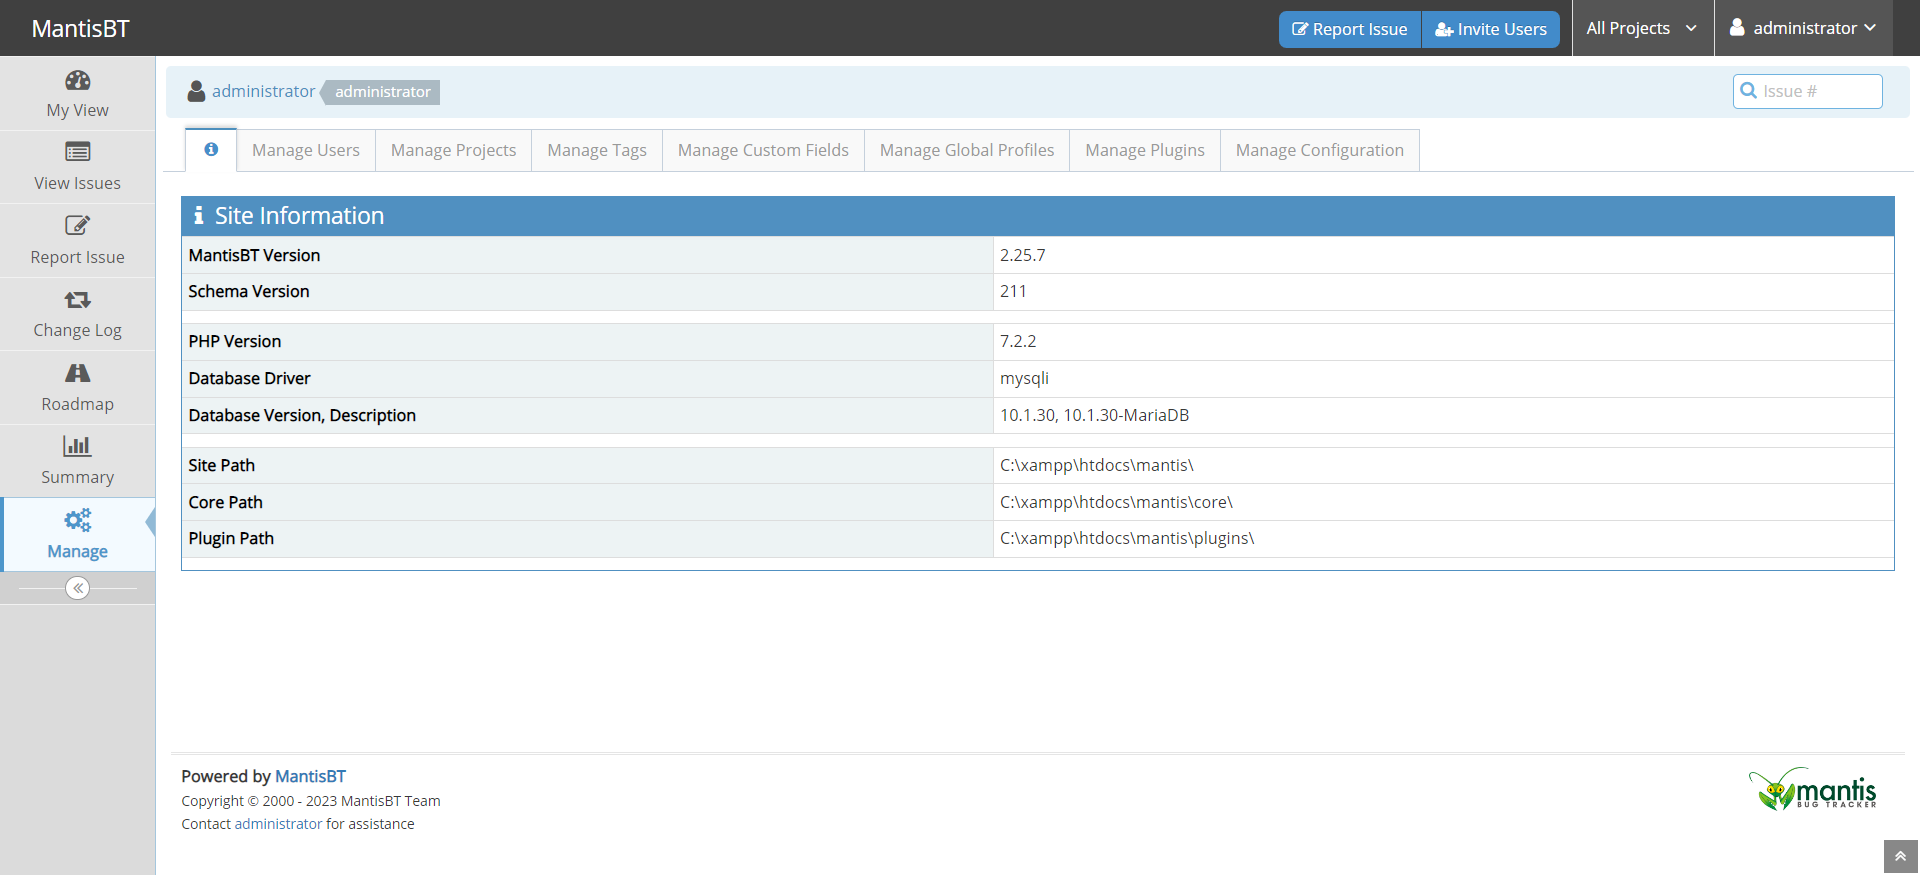 MantisBT
Report Issue
Invite Users
All Projects
administrator
My View
View Issues
Report Issue
Change Log
Roadmap
Summary
Manage
administrator administrator
Issue #
Manage Users
Manage Projects
Manage Tags
Manage Custom Fields
Manage Global Profiles
Manage Plugins
Manage Configuration
Site Information
MantisBT Version 2.25.7
Schema Version 211
PHP Version 7.2.2
Database Driver mysqli
Database Version, Description 10.1.30, 10.1.30-MariaDB
Site Path C:\xampp\htdocs\mantis\
Core Path C:\xampp\htdocs\mantis\core\
Plugin Path C:\xampp\htdocs\mantis\plugins\
Powered by MantisBT
Copyright © 2000 - 2023 MantisBT Team
Contact administrator for assistance
mantis
BUG TRACKER